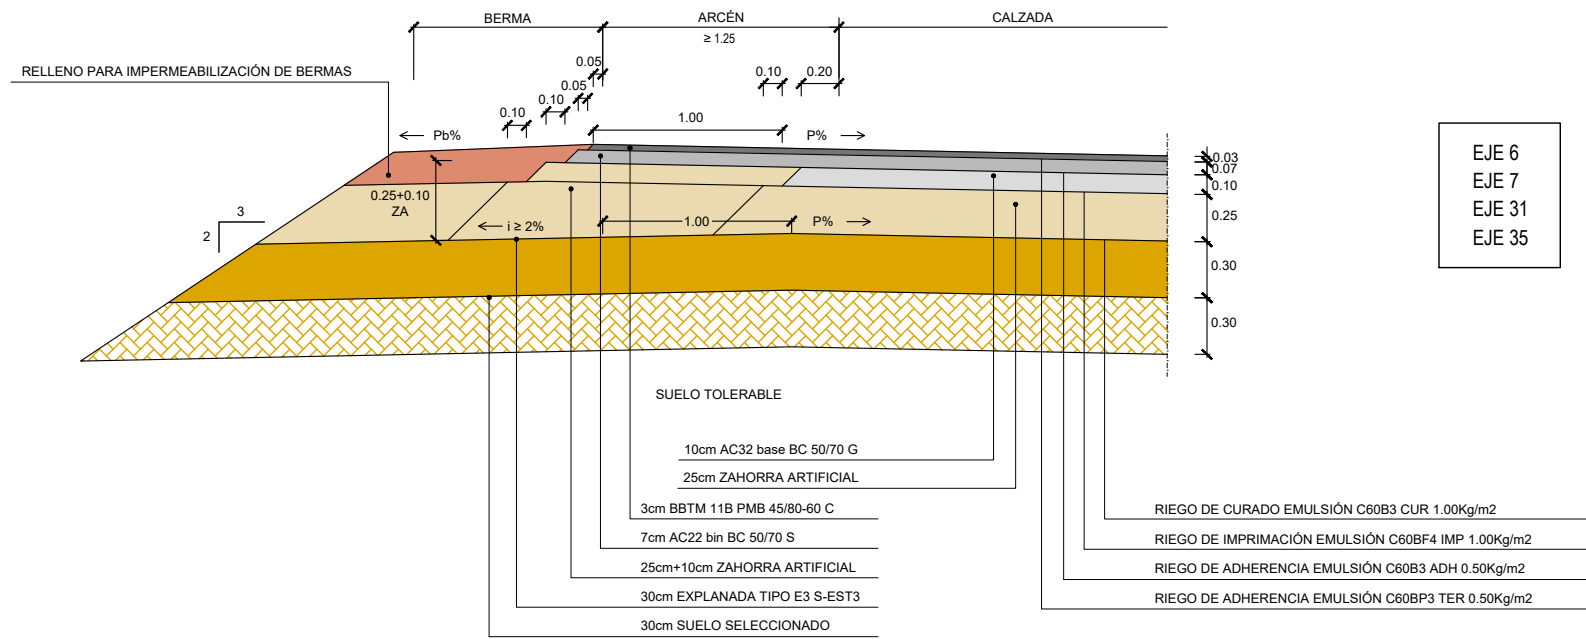 BERMA
ARCÉN
CALZADA
≥ 1.25
RELLENO PARA IMPERMEABILIZACIÓN DE BERMAS
0.05
0.10
0.20
0.05
0.10
0.10
1.00
Pb%
P%
0.25+0.10
ZA
3
2
i ≥ 2%
1.00
P%
0.03
0.07
0.10
0.25
0.30
0.30
EJE 6
EJE 7
EJE 31
EJE 35
SUELO TOLERABLE
10cm AC32 base BC 50/70 G
25cm ZAHORRA ARTIFICIAL
3cm BBTM 11B PMB 45/80-60 C
7cm AC22 bin BC 50/70 S
25cm+10cm ZAHORRA ARTIFICIAL
30cm EXPLANADA TIPO E3 S-EST3
30cm SUELO SELECCIONADO
RIEGO DE CURADO EMULSIÓN C60B3 CUR 1.00Kg/m2
RIEGO DE IMPRIMACIÓN EMULSIÓN C60BF4 IMP 1.00Kg/m2
RIEGO DE ADHERENCIA EMULSIÓN C60B3 ADH 0.50Kg/m2
RIEGO DE ADHERENCIA EMULSIÓN C60BP3 TER 0.50Kg/m2